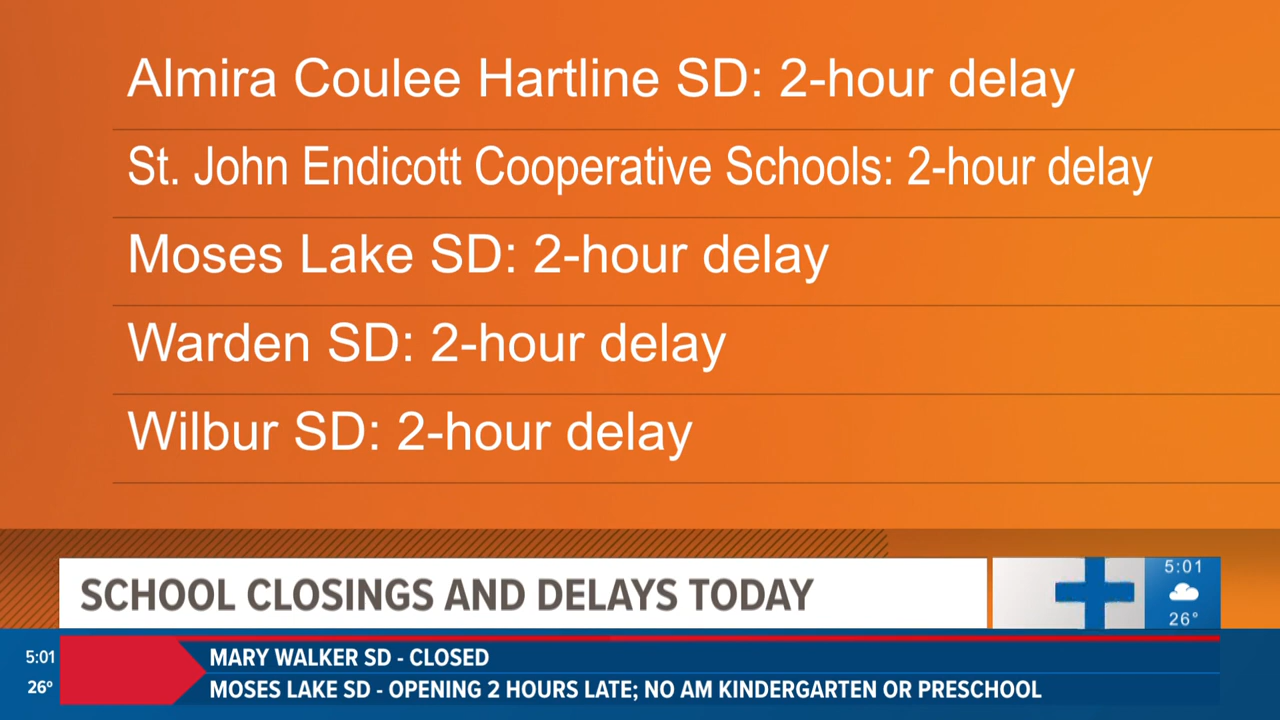 Almira Coulee Hartline SD: 2-hour delay
St. John Endicott Cooperative Schools: 2-hour delay
Moses Lake SD: 2-hour delay
Warden SD: 2-hour delay
Wilbur SD: 2-hour delay
SCHOOL CLOSINGS AND DELAYS TODAY
5:01
26°
5:01
26°
MARY WALKER SD - CLOSED
MOSES LAKE SD - OPENING 2 HOURS LATE; NO AM KINDERGARTEN OR PRESCHOOL